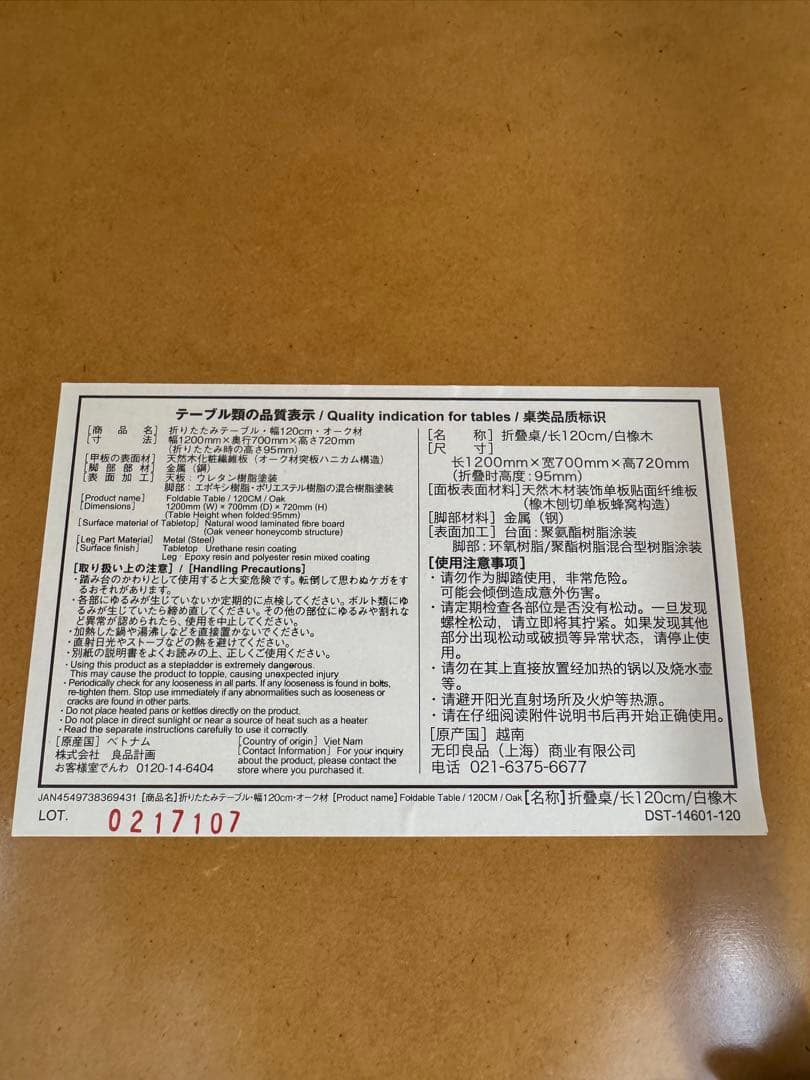 テーブル類の品質表示 / Quality indication for tables / 桌类品质标识
[商品名] 折りたたみテーブル・幅120cm・オーク材
[寸法] 幅1200mm×奥行700mm×高さ720mm
(折りたたみ時の高さ95mm)
[甲板の表面材] 天然木化粧繊維板（オーク材突板ハニカム構造）
[脚部部材] 金属（鋼）
[表面加工] 天板：ウレタン樹脂塗装
脚部：エポキシ樹脂・ポリエステル樹脂の混合樹脂塗装
[Product name] Foldable Table / 120CM / Oak
[Dimensions] 1200mm (W) × 700mm (D) × 720mm (H)
(Table Height when folded:95mm)
[Surface material of Tabletop] Natural wood laminated fibre board
(Oak veneer honeycomb structure)
[Leg Part Material] Metal (Steel)
[Surface finish] Tabletop Urethane resin coating
Leg Epoxy resin and polyester resin mixed coating
[取り扱い上の注意] / [Handling Precautions]
・踏み台のかわりとして使用すると大変危険です。転倒して思わぬケガをす
るおそれがあります。
・各部にゆるみが生じていないか定期的に点検してください。ボルト類にゆ
るみが生じていたら締め直してください。その他の部位にゆるみや割れな
ど異常が認められたら、使用を中止してください。
・加熱した鍋や湯沸しなどを直接置かないでください。
・直射日光やストーブなどの熱を避けてください。
・別紙の説明書をよくお読みの上、正しくご使用ください。
・Using this product as a stepladder is extremely dangerous.
This may cause the product to topple, causing unexpected injury
・Periodically check for any looseness in all parts. If any looseness is found in bolts,
re-tighten them. Stop use immediately if any abnormalities such as looseness or
cracks are found in other parts.
・Do not place heated pans or kettles directly on the product.
・Do not place in direct sunlight or near a source of heat such as a heater
・Read the separate instructions carefully to use it correctly
[原産国] ベトナム
株式会社 良品計画
お客様室でんわ 0120-14-6404
[Country of origin] Viet Nam
[Contact Information] For your inquiry
about the product, please contact the
store where you purchased it.
[名称] 折叠桌/长120cm/白橡木
[尺寸]
长1200mm×宽700mm×高720mm
(折叠时高度:95mm)
[面板表面材料]天然木材装饰单板贴面纤维板
(橡木刨切单板蜂窝构造)
[脚部材料] 金属（钢）
[表面加工] 台面:聚氨酯树脂涂装
脚部:环氧树脂/聚酯树脂混合型树脂涂装
[使用注意事项]
・请勿作为脚踏使用，非常危险。
可能会倾倒造成意外伤害。
・请定期检查各部位是否没有松动。一旦发现
螺栓松动，请立即将其拧紧。如果发现其他
部分出现松动或破损等异常状态，请停止使
用。
・请勿在其上直接放置经加热的锅以及烧水壶
等。
・请避开阳光直射场所及火炉等热源。
・请在仔细阅读附件说明书后再开始正确使用。
[原产国] 越南
无印良品（上海）商业有限公司
电话 021-6375-6677
JAN4549738369431 [商品名]折りたたみテーブル・幅120cm・オーク材 [Product name] Foldable Table / 120CM / Oak [名称]折叠桌/长120cm/白橡木
LOT. 0217107
DST-14601-120